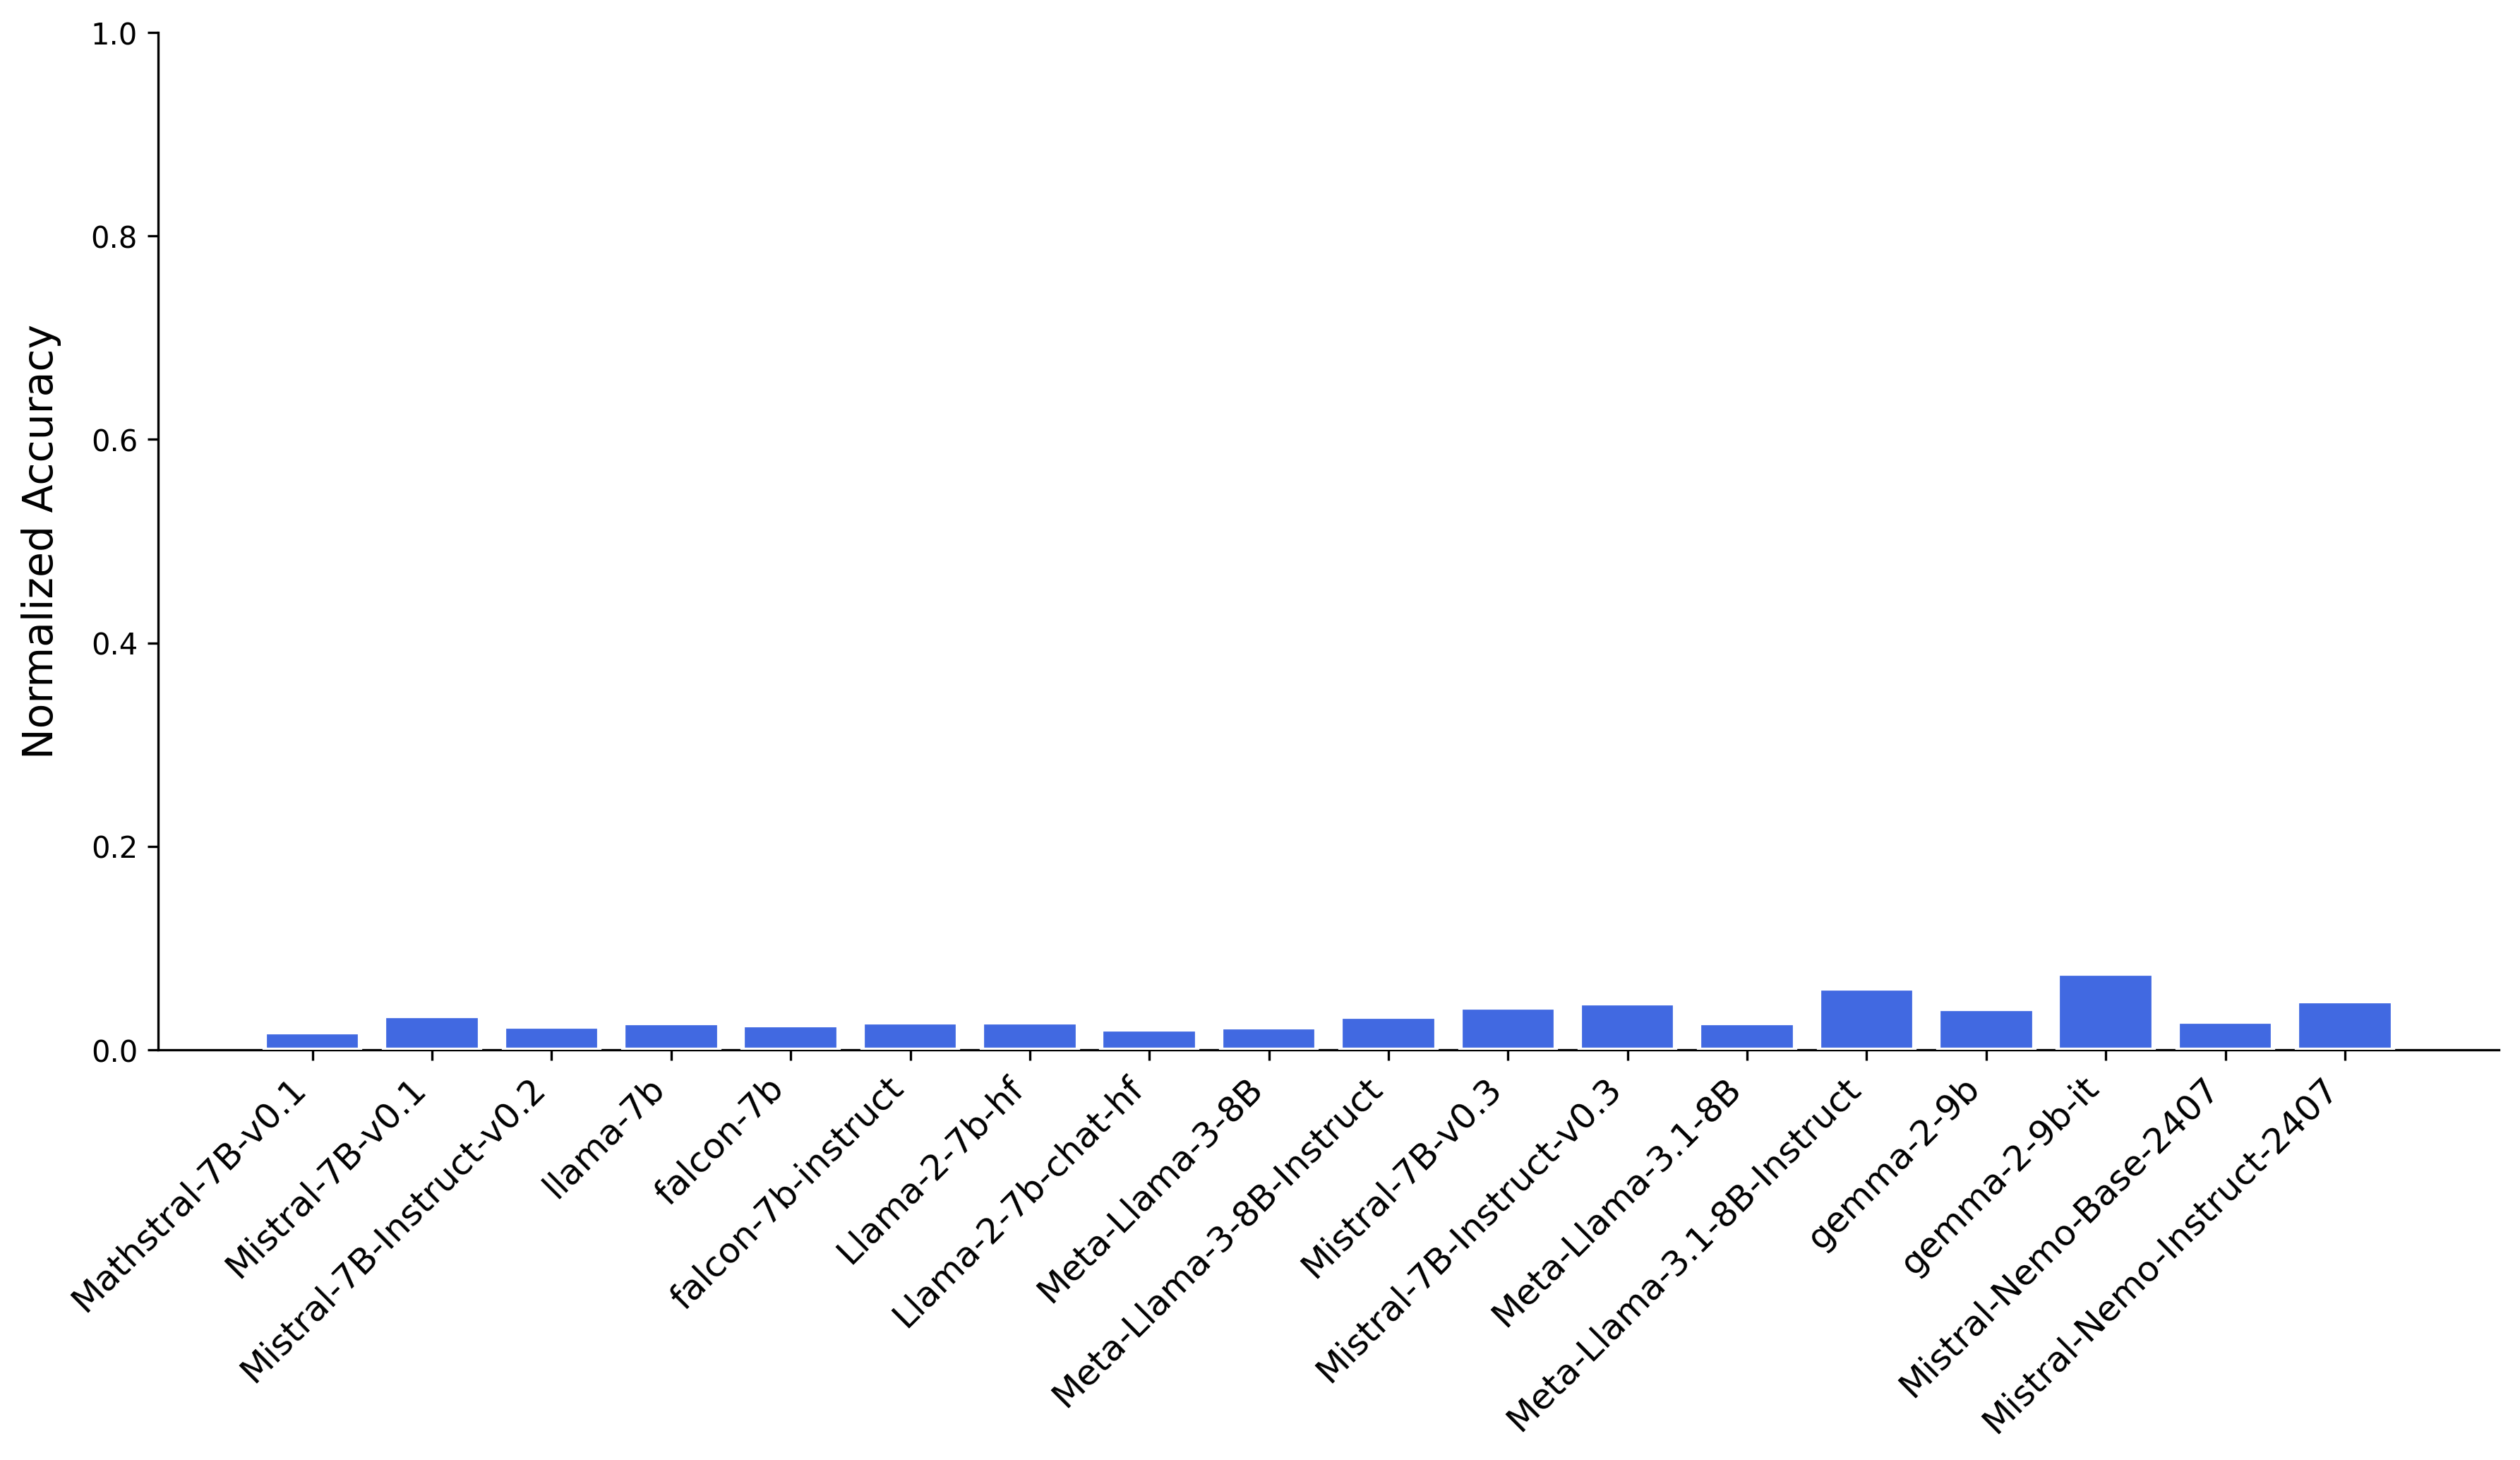 Normalized Accuracy
1.0
0.8
0.6
0.4
0.2
0.0
Mathstral-7B-v0.1
Mistral-7B-v0.1
Mistral-7B-Instruct-v0.2
llama-7b
falcon-7b
falcon-7b-instruct
Llama-2-7b-hf
Llama-2-7b-chat-hf
Meta-Llama-3-8B
Meta-Llama-3-8B-Instruct
Mistral-7B-v0.3
Mistral-7B-Instruct-v0.3
Meta-Llama-3.1-8B
Meta-Llama-3.1-8B-Instruct
gemma-2-9b
gemma-2-9b-it
Mistral-Nemo-Base-2407
Mistral-Nemo-Instruct-2407